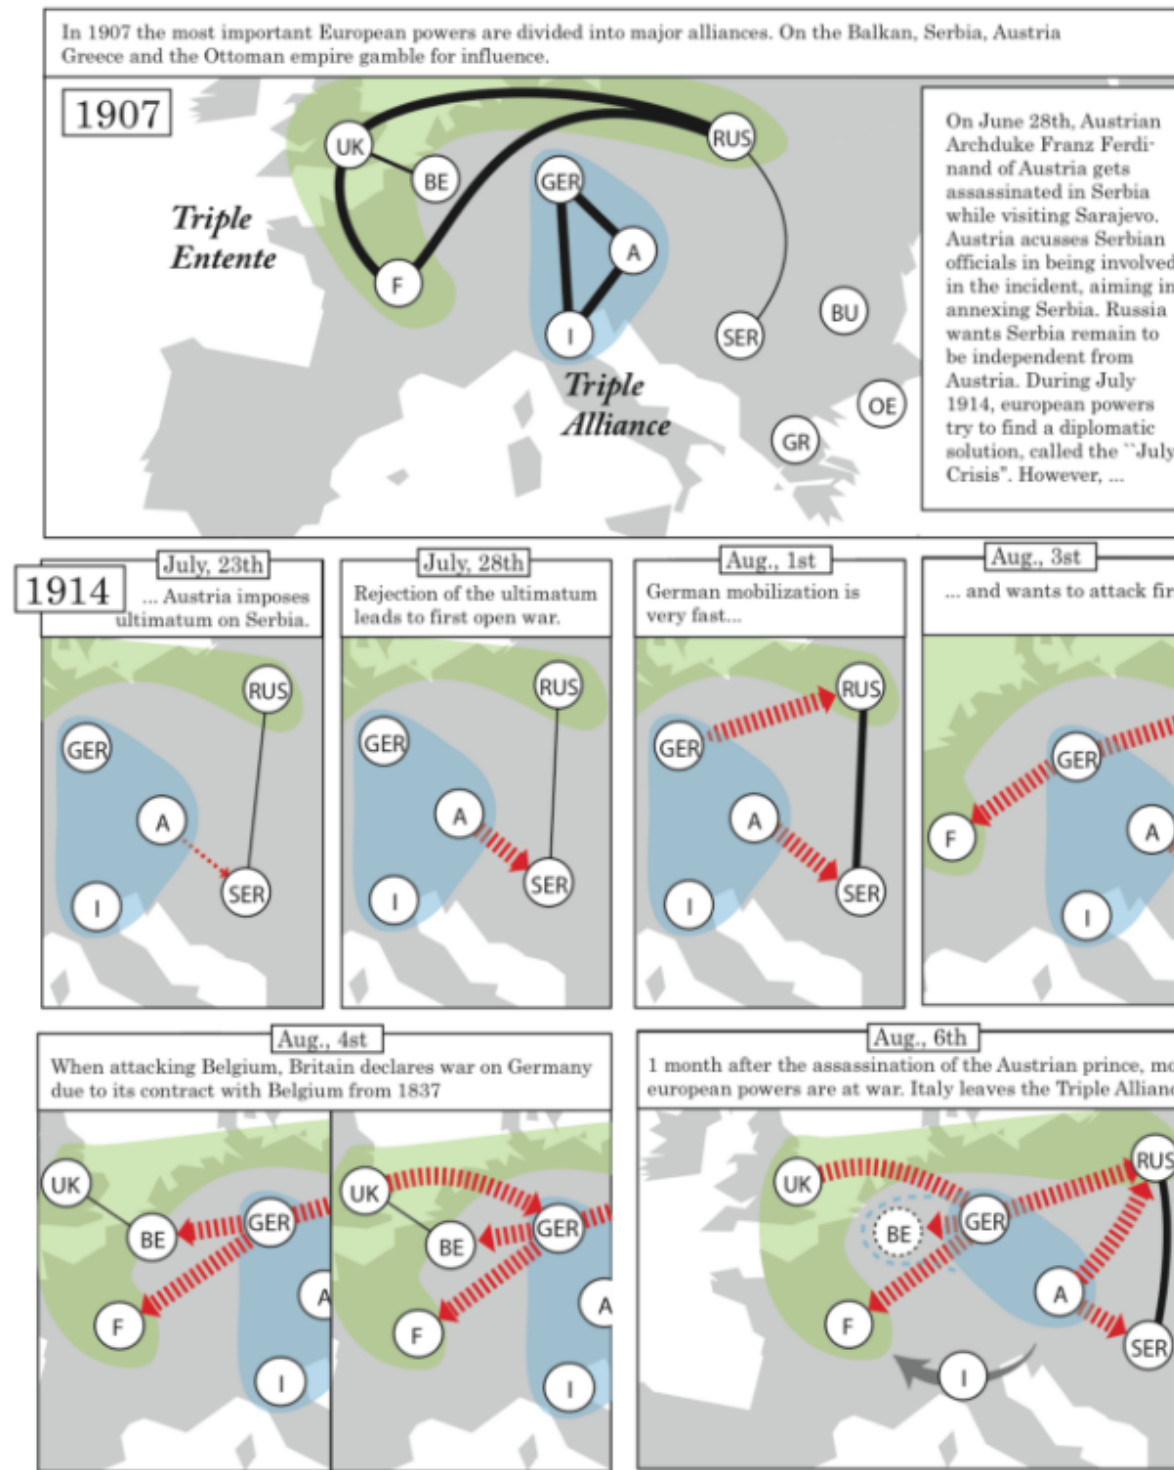 In 1907 the most important European powers are divided into major alliances. On the Balkan, Serbia, Austria
Greece and the Ottoman empire gamble for influence.
1907
UK
BE
RUS
GER
A
F
I
SER
BU
OE
GR
Triple
Entente
Triple
Alliance
On June 28th, Austrian
Archduke Franz Ferdi-
nand of Austria gets
assassinated in Serbia
while visiting Sarajevo.
Austria acusses Serbian
officials in being involved
in the incident, aiming in
annexing Serbia. Russia
wants Serbia remain to
be independent from
Austria. During July
1914, european powers
try to find a diplomatic
solution, called the ``July
Crisis". However, ...
1914
July, 23th
... Austria imposes
ultimatum on Serbia.
RUS
GER
A
SER
I
July, 28th
Rejection of the ultimatum
leads to first open war.
RUS
GER
A
SER
I
Aug., 1st
German mobilization is
very fast...
RUS
GER
A
SER
I
Aug., 3st
... and wants to attack fir
GER
F
A
I
Aug., 4st
When attacking Belgium, Britain declares war on Germany
due to its contract with Belgium from 1837
UK
BE
GER
A
F
I
UK
BE
GER
A
F
I
Aug., 6th
1 month after the assassination of the Austrian prince, mo
european powers are at war. Italy leaves the Triple Allianc
RUS
UK
GER
BE
A
F
SER
I